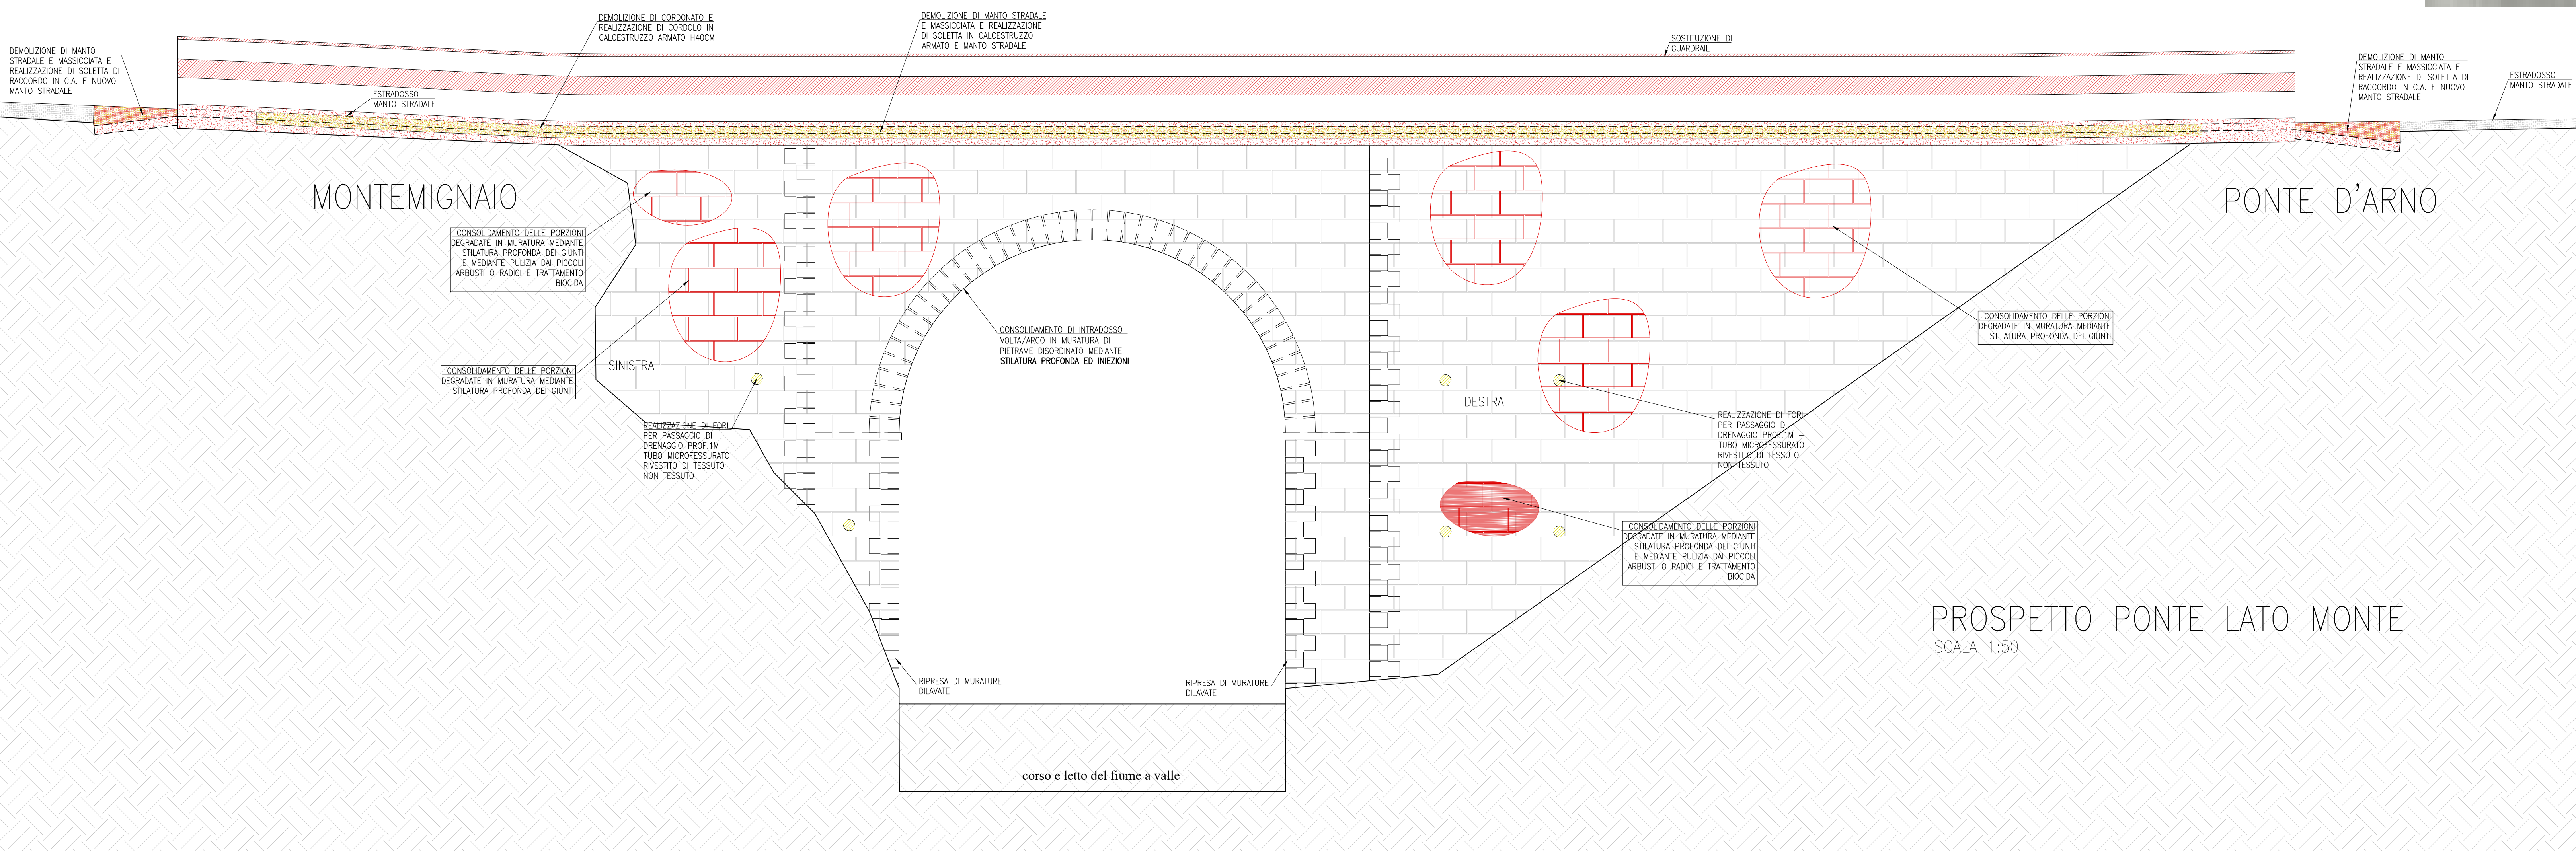 DEMOLIZIONE DI MANTO
STRADALE E MASSICCIATA E
REALIZZAZIONE DI SOLETTA DI
RACCORDO IN C.A. E NUOVO
MANTO STRADALE
ESTRADOSSO
MANTO STRADALE
DEMOLIZIONE DI CORDONATO E
REALIZZAZIONE DI CORDOLO IN
CALCESTRUZZO ARMATO H40CM
DEMOLIZIONE DI MANTO STRADALE
E MASSICCIATA E REALIZZAZIONE
DI SOLETTA IN CALCESTRUZZO
ARMATO E MANTO STRADALE
SOSTITUZIONE DI
GUARDRAIL
DEMOLIZIONE DI MANTO
STRADALE E MASSICCIATA E
REALIZZAZIONE DI SOLETTA DI
RACCORDO IN C.A. E NUOVO
MANTO STRADALE
ESTRADOSSO
MANTO STRADALE
MONTEMIGNAIO
PONTE D'ARNO
CONSOLIDAMENTO DELLE PORZIONI
DEGRADATE IN MURATURA MEDIANTE
STILATURA PROFONDA DEI GIUNTI
E MEDIANTE PULIZIA DAI PICCOLI
ARBUSTI O RADICI E TRATTAMENTO
BIOCIDA
CONSOLIDAMENTO DELLE PORZIONI
DEGRADATE IN MURATURA MEDIANTE
STILATURA PROFONDA DEI GIUNTI
SINISTRA
REALIZZAZIONE DI FORI
PER PASSAGGIO DI
DRENAGGIO PROF.1M –
TUBO MICROFESSURATO
RIVESTITO DI TESSUTO
NON TESSUTO
CONSOLIDAMENTO DI INTRADOSSO
VOLTA/ARCO IN MURATURA DI
PIETRAME DISORDINATO MEDIANTE
STILATURA PROFONDA ED INIEZIONI
DESTRA
CONSOLIDAMENTO DELLE PORZIONI
DEGRADATE IN MURATURA MEDIANTE
STILATURA PROFONDA DEI GIUNTI
REALIZZAZIONE DI FORI
PER PASSAGGIO DI
DRENAGGIO PROF.1M –
TUBO MICROFESSURATO
RIVESTITO DI TESSUTO
NON TESSUTO
CONSOLIDAMENTO DELLE PORZIONI
DEGRADATE IN MURATURA MEDIANTE
STILATURA PROFONDA DEI GIUNTI
E MEDIANTE PULIZIA DAI PICCOLI
ARBUSTI O RADICI E TRATTAMENTO
BIOCIDA
RIPRESA DI MURATURE
DILAVATE
RIPRESA DI MURATURE
DILAVATE
PROSPETTO PONTE LATO MONTE
SCALA 1:50
corso e letto del fiume a valle